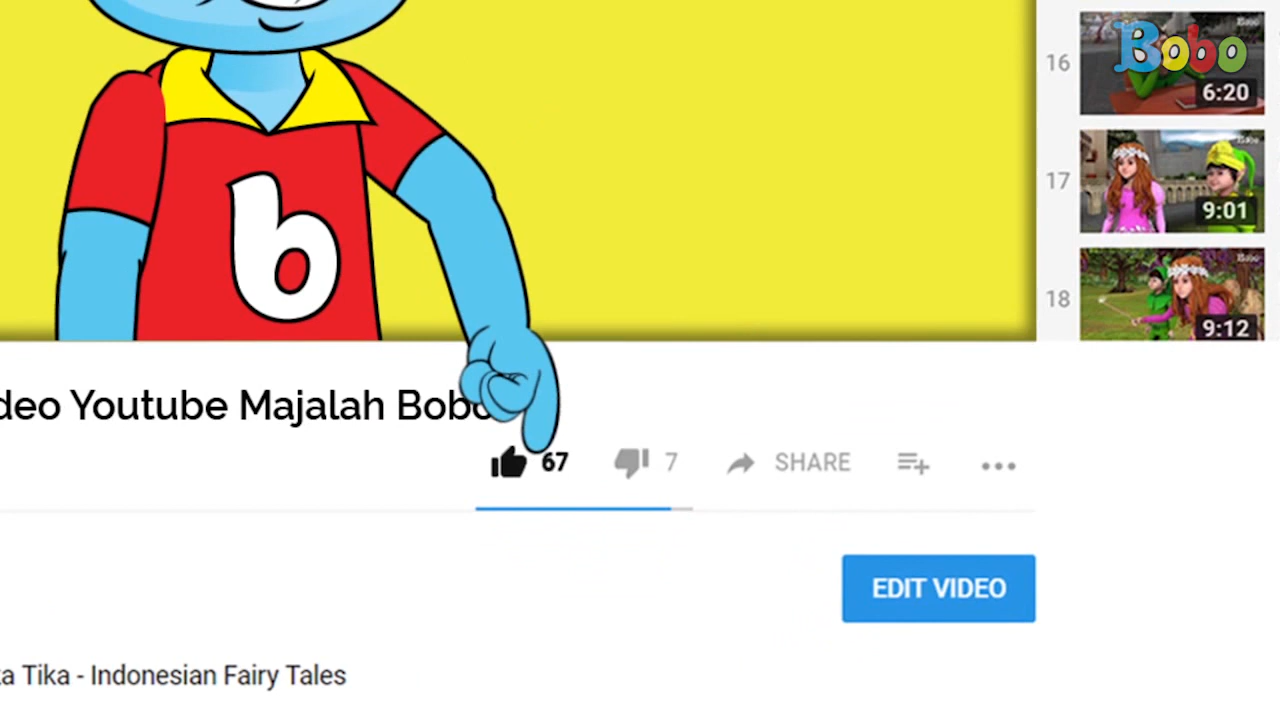 Bobo
16
6:20
17
9:01
b
18
9:12
deo Youtube Majalah Bobo
67
7
SHARE
EDIT VIDEO
a Tika - Indonesian Fairy Tales